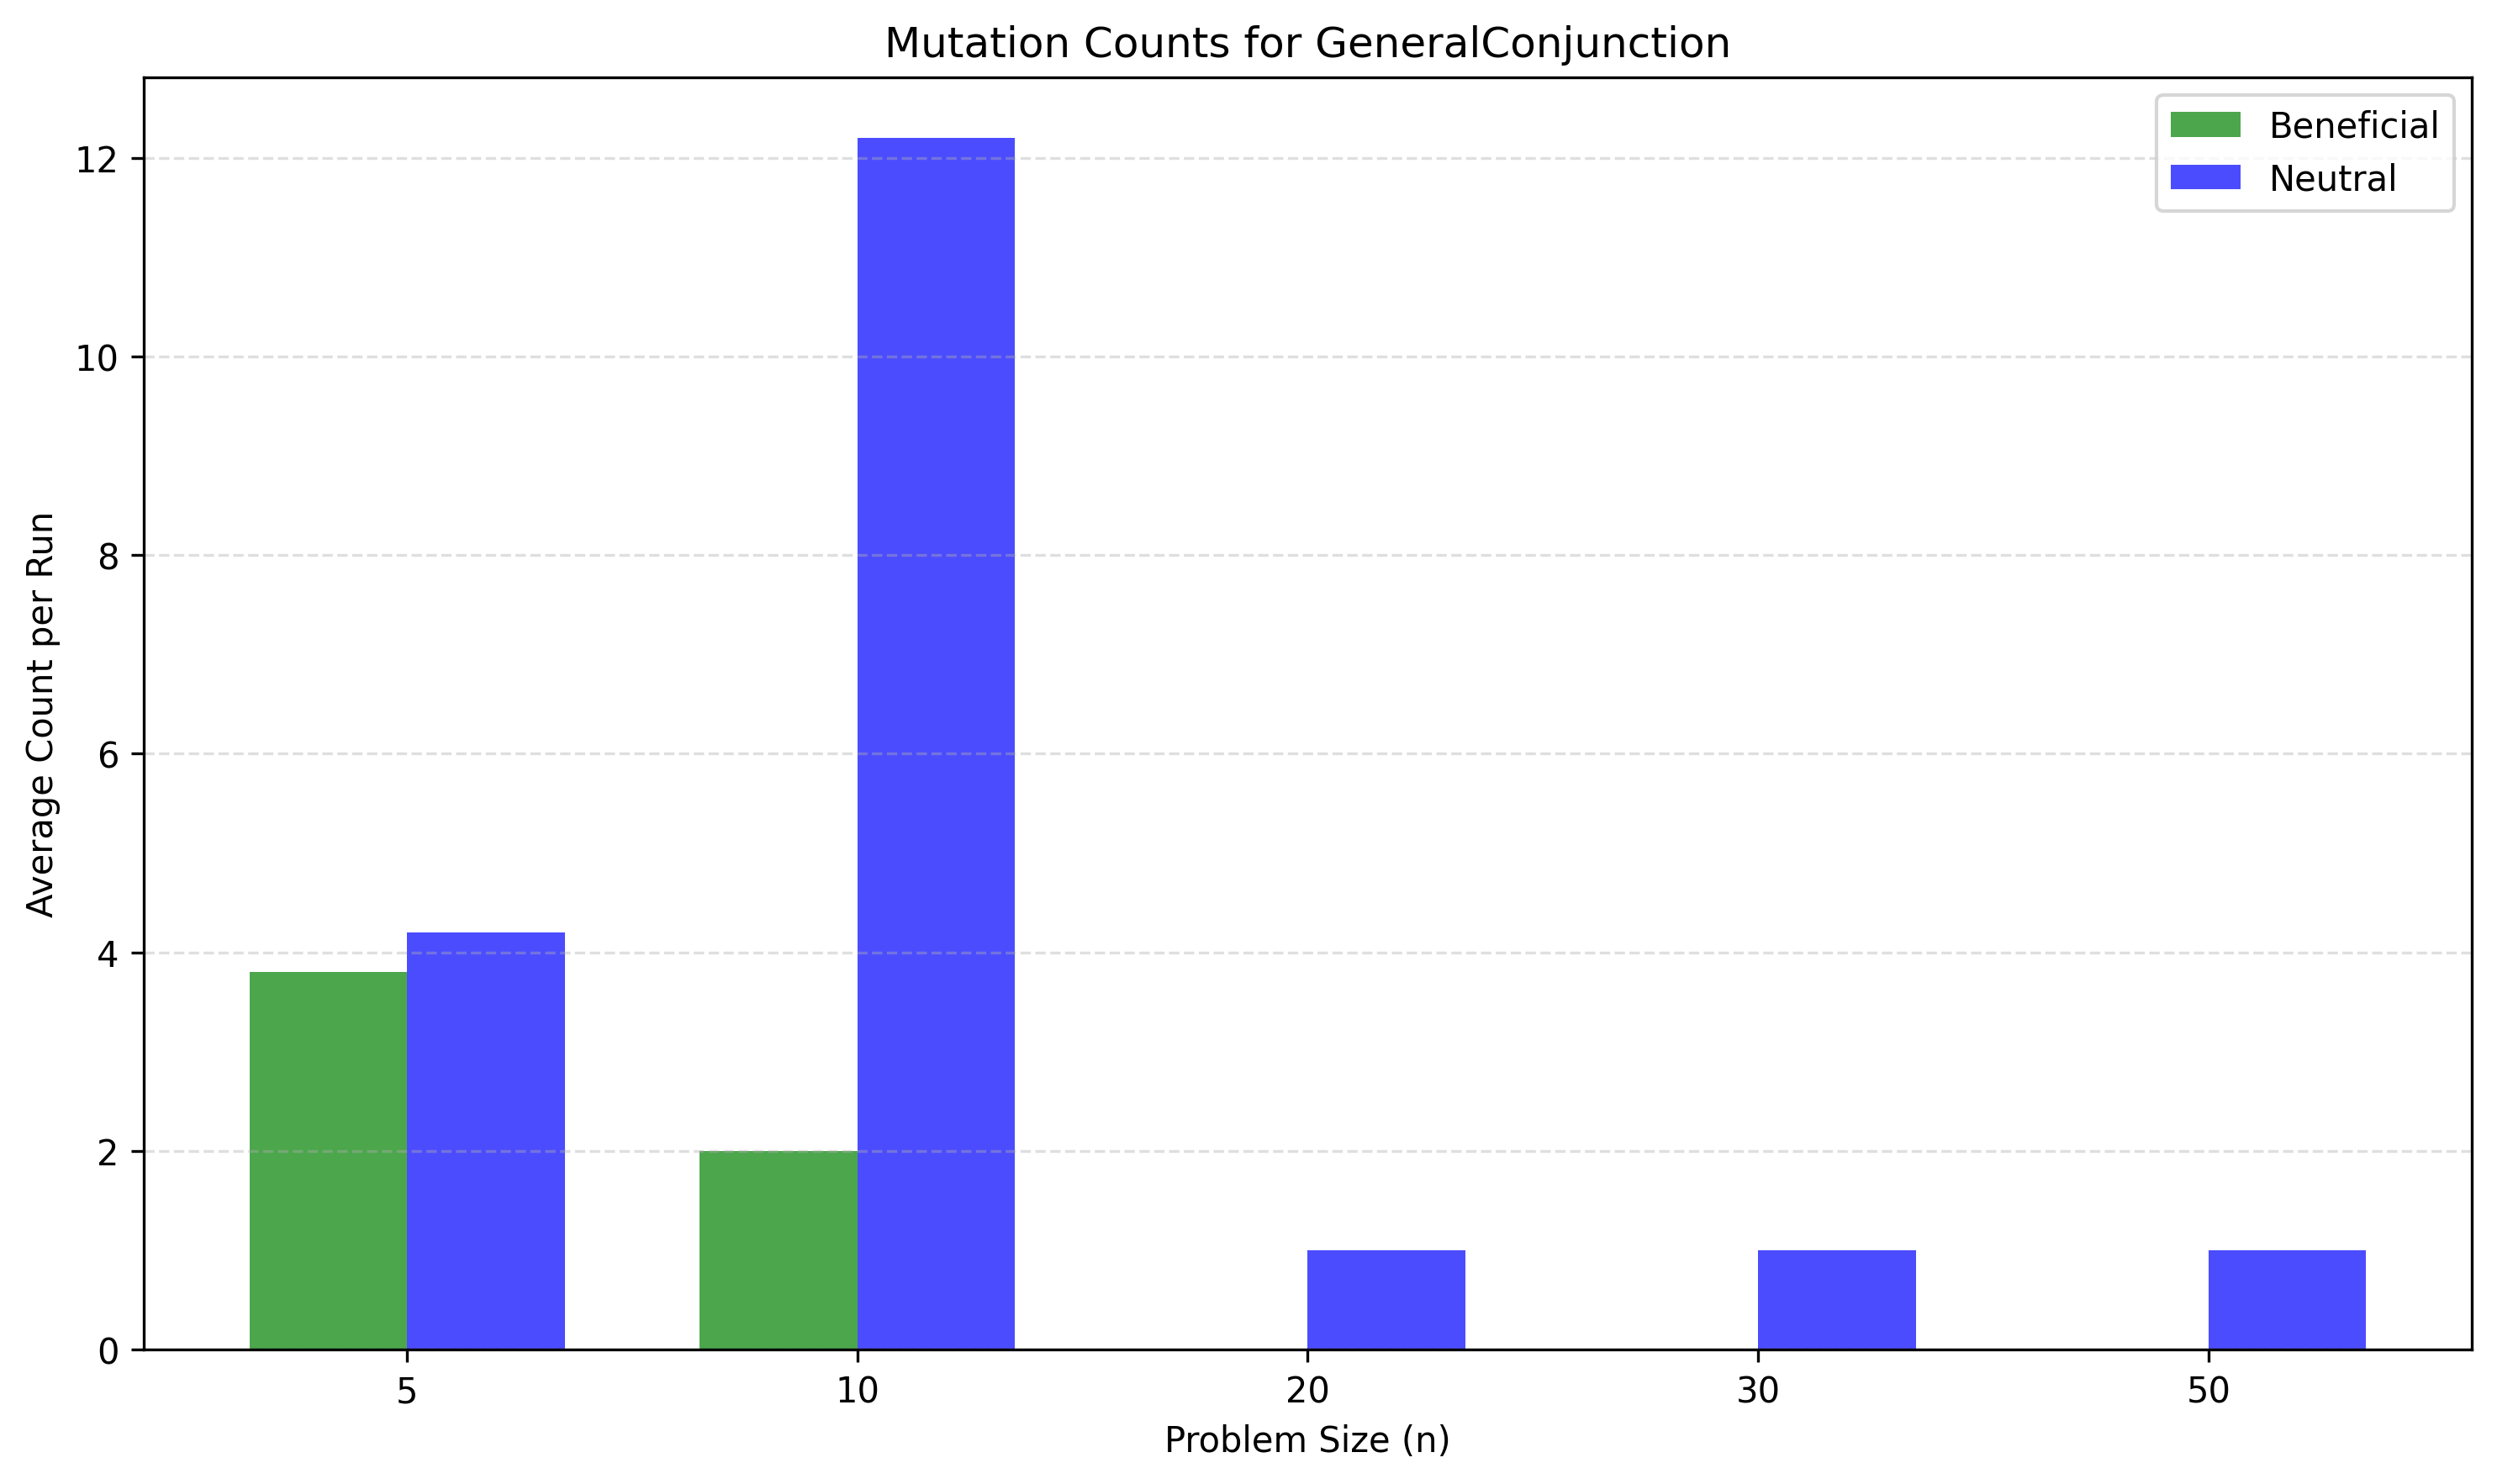 Mutation Counts for GeneralConjunction
Beneficial
Neutral
Average Count per Run
12
10
8
6
4
2
0
5 10 20 30 50
Problem Size (n)